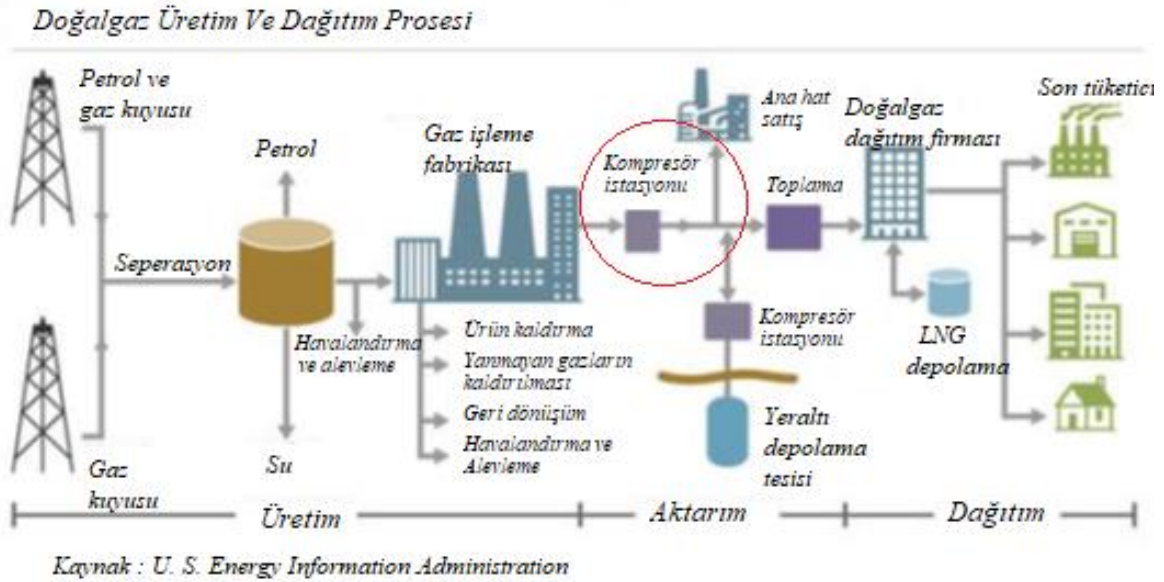 Doğalgaz Üretim Ve Dağıtım Prosesi
Petrol ve
gaz kuyusu
Petrol
Seperasyon
Su
Gaz
kuyusu
Havalandırma
ve alevleme
Gaz işleme
fabrikası
Ürün kaldırma
Yanmayan gazların
kaldırılması
Geri dönüşüm
Havalandırma ve
Alevleme
Kompresör
istasyonu
Ana hat
satış
Toplama
Kompresör
istasyonu
Yeraltı
depolama
tesisi
Doğalgaz
dağıtım firması
LNG
depolama
Son tüketici
Üretim
Aktarım
Dağıtım
Kaynak : U. S. Energy Information Administration